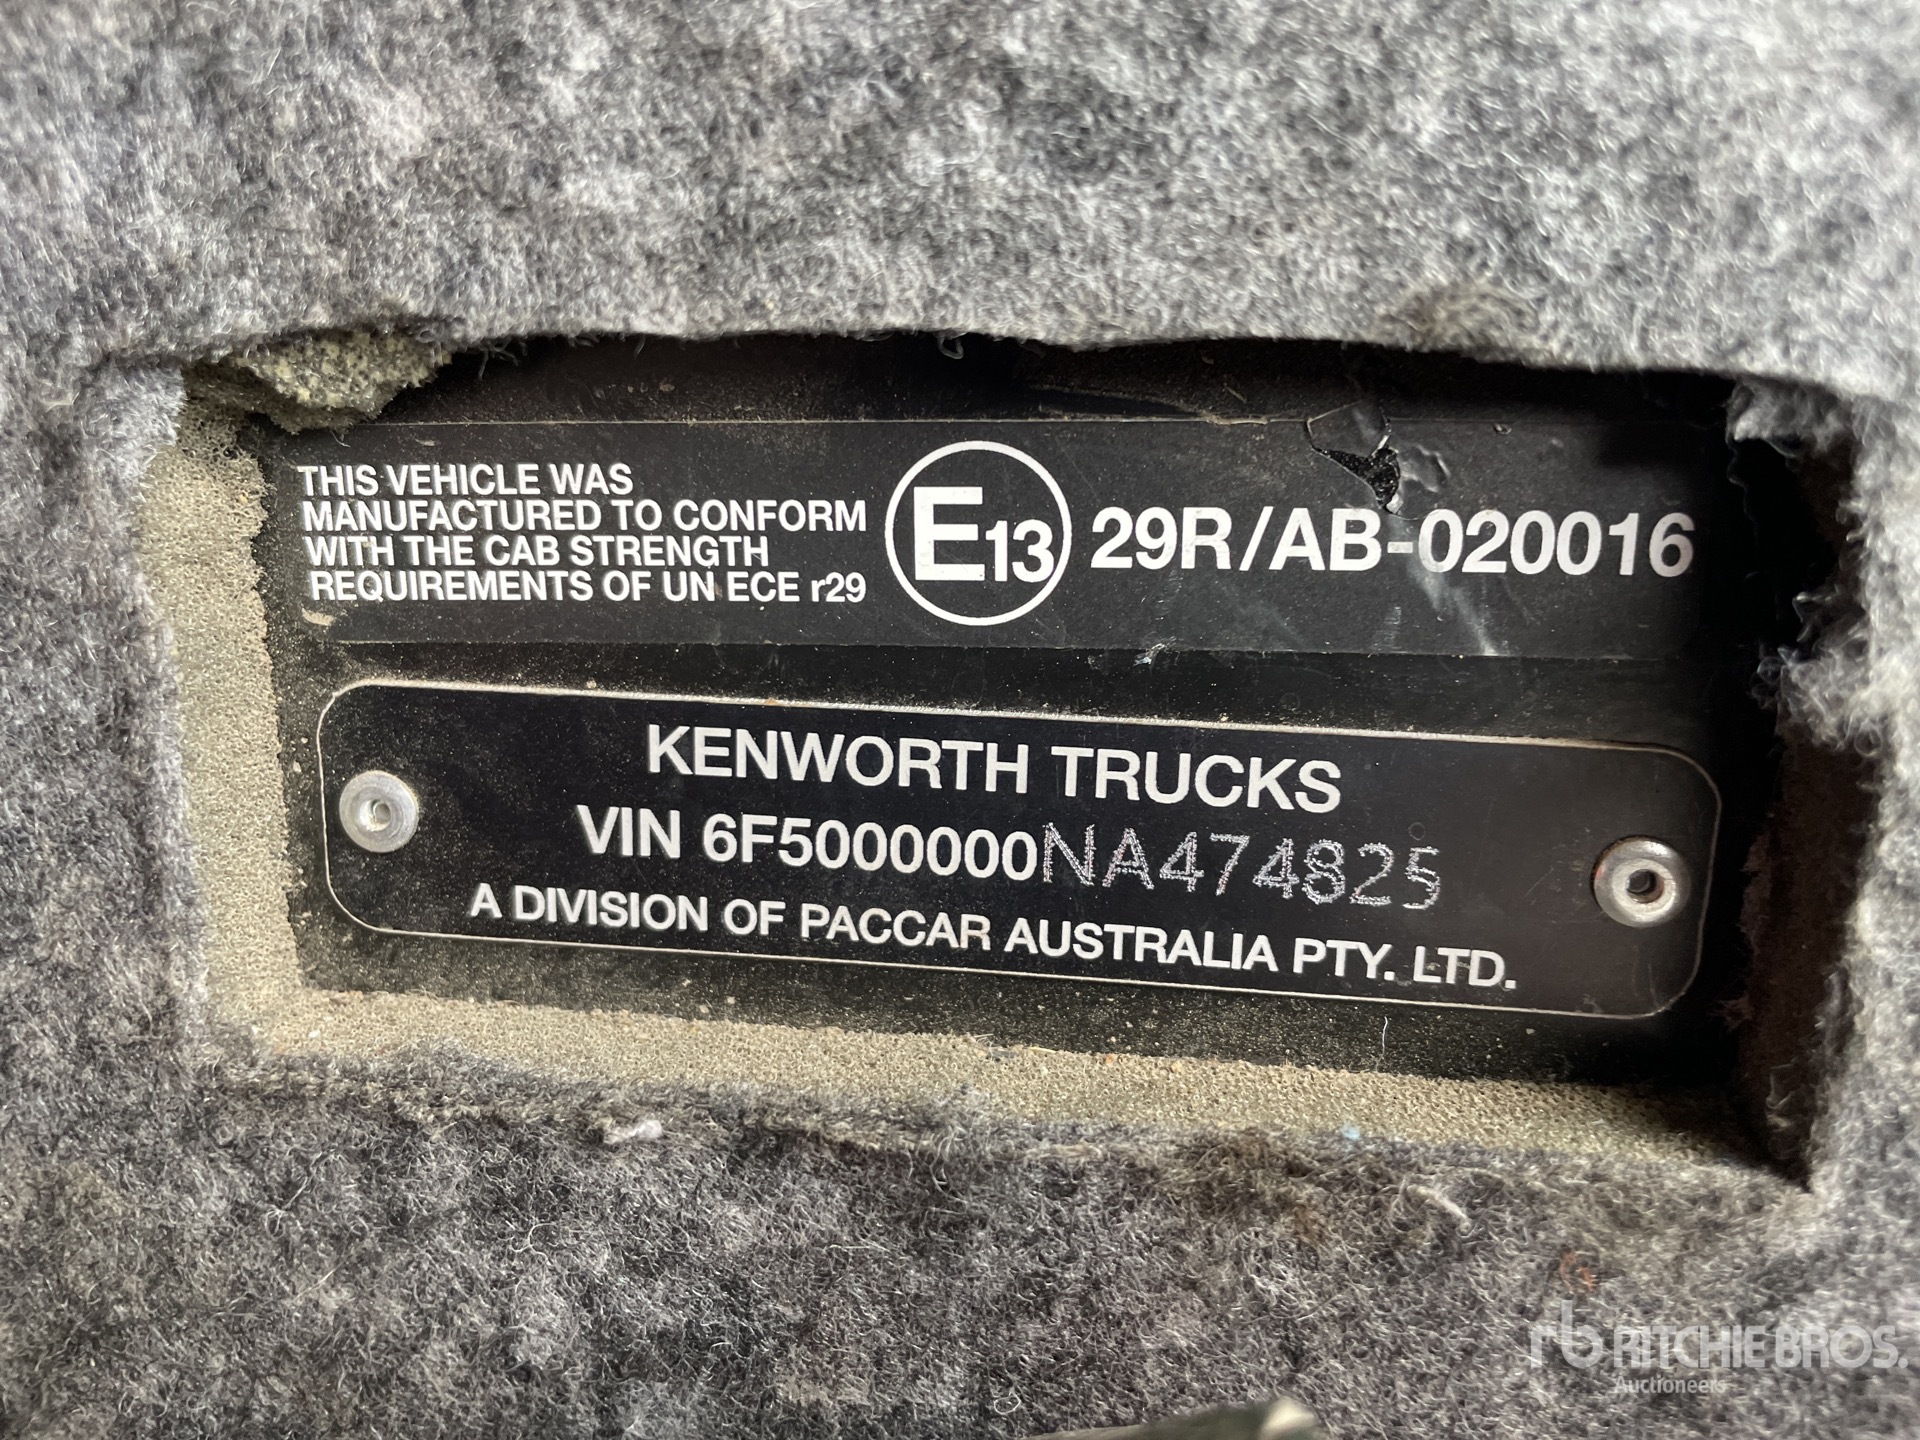 THIS VEHICLE WAS
MANUFACTURED TO CONFORM
WITH THE CAB STRENGTH
REQUIREMENTS OF UN ECE r29
E13
29R/AB-020016
KENWORTH TRUCKS
VIN 6F5000000NA474825
A DIVISION OF PACCAR AUSTRALIA PTY. LTD.
rb RITCHIE BROS.
Auctioneers